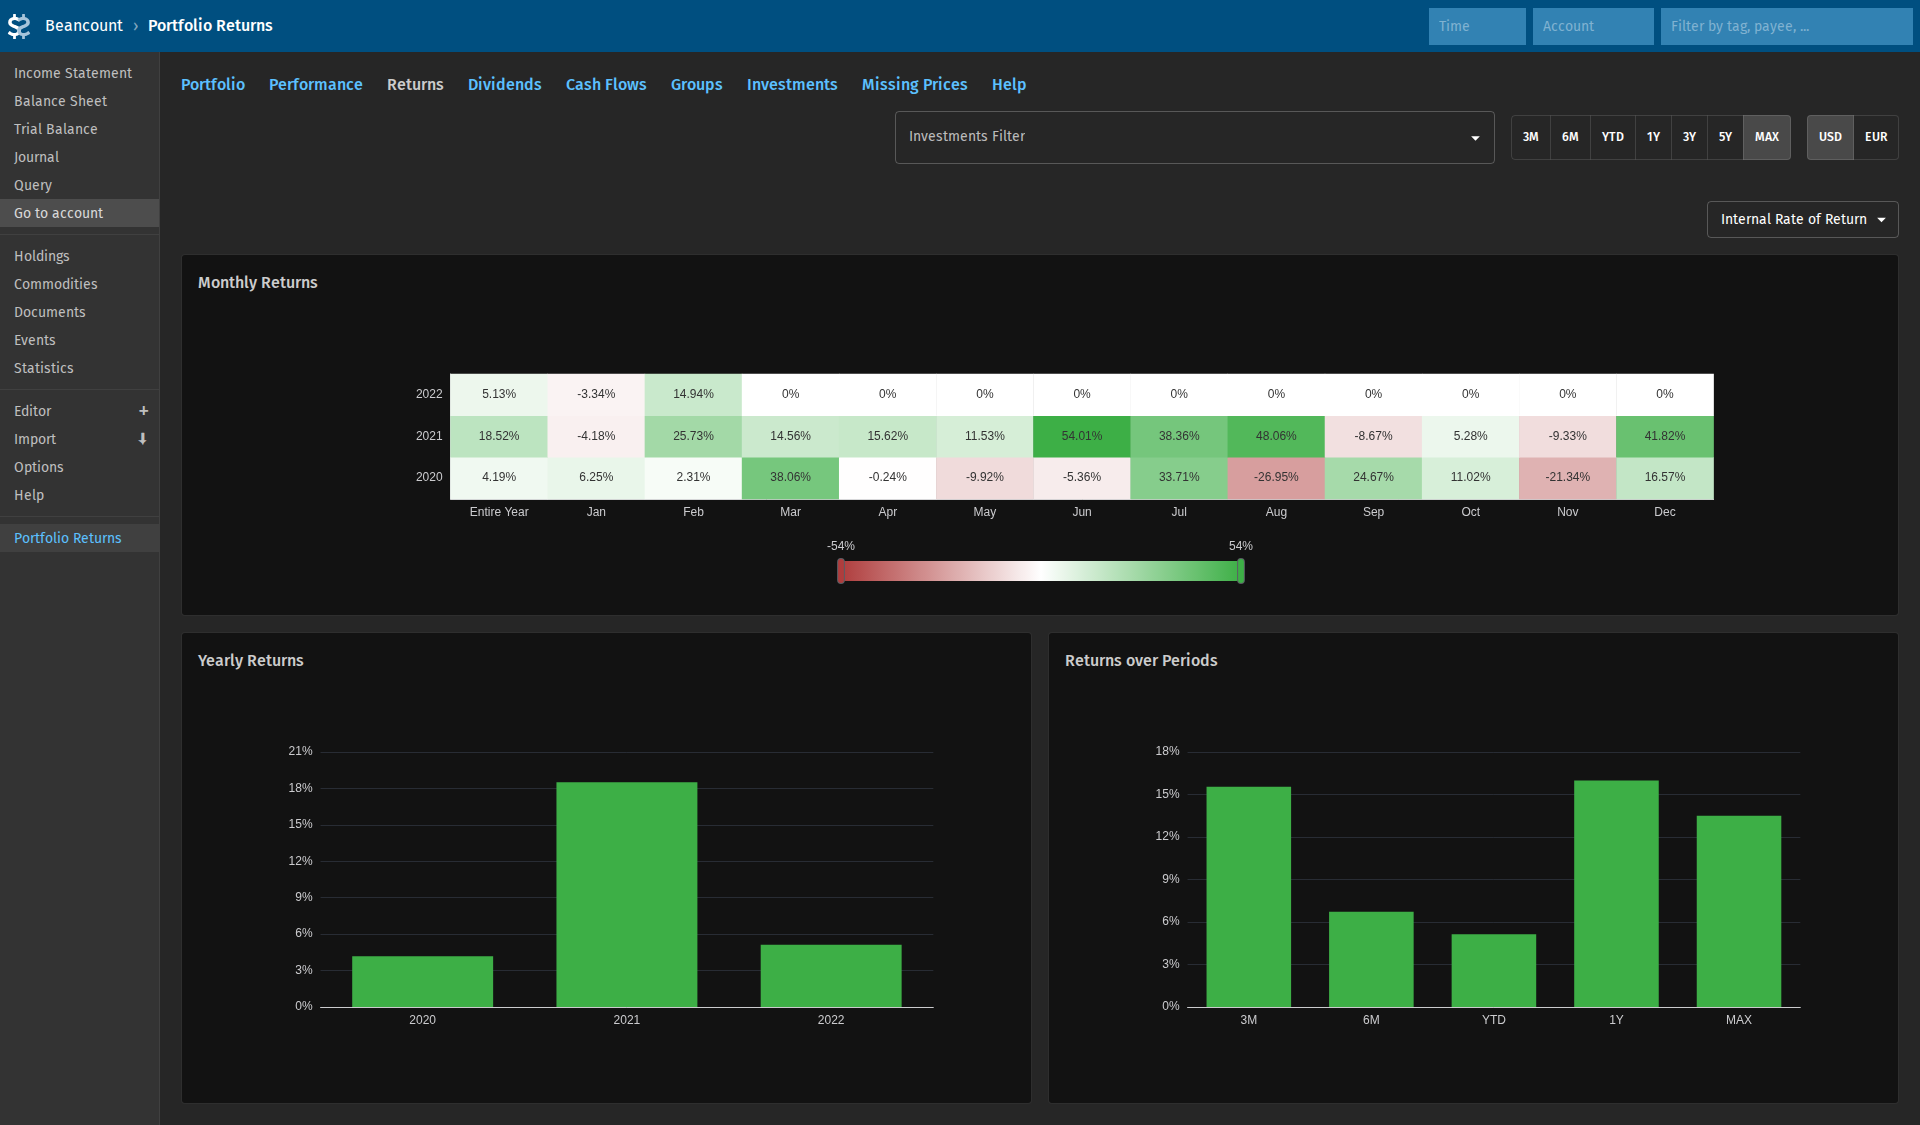 Beancount › Portfolio Returns
Time
Account
Filter by tag, payee, ...
Income Statement
Balance Sheet
Trial Balance
Journal
Query
Go to account
Holdings
Commodities
Documents
Events
Statistics
Editor +
Import ⬇
Options
Help
Portfolio Returns
Portfolio Performance Returns Dividends Cash Flows Groups Investments Missing Prices Help
Investments Filter
3M 6M YTD 1Y 3Y 5Y MAX
USD EUR
Internal Rate of Return
Monthly Returns
2022 5.13% -3.34% 14.94% 0% 0% 0% 0% 0% 0% 0% 0% 0% 0%
2021 18.52% -4.18% 25.73% 14.56% 15.62% 11.53% 54.01% 38.36% 48.06% -8.67% 5.28% -9.33% 41.82%
2020 4.19% 6.25% 2.31% 38.06% -0.24% -9.92% -5.36% 33.71% -26.95% 24.67% 11.02% -21.34% 16.57%
Entire Year Jan Feb Mar Apr May Jun Jul Aug Sep Oct Nov Dec
-54% 54%
Yearly Returns
21%
18%
15%
12%
9%
6%
3%
0%
2020 2021 2022
Returns over Periods
18%
15%
12%
9%
6%
3%
0%
3M 6M YTD 1Y MAX